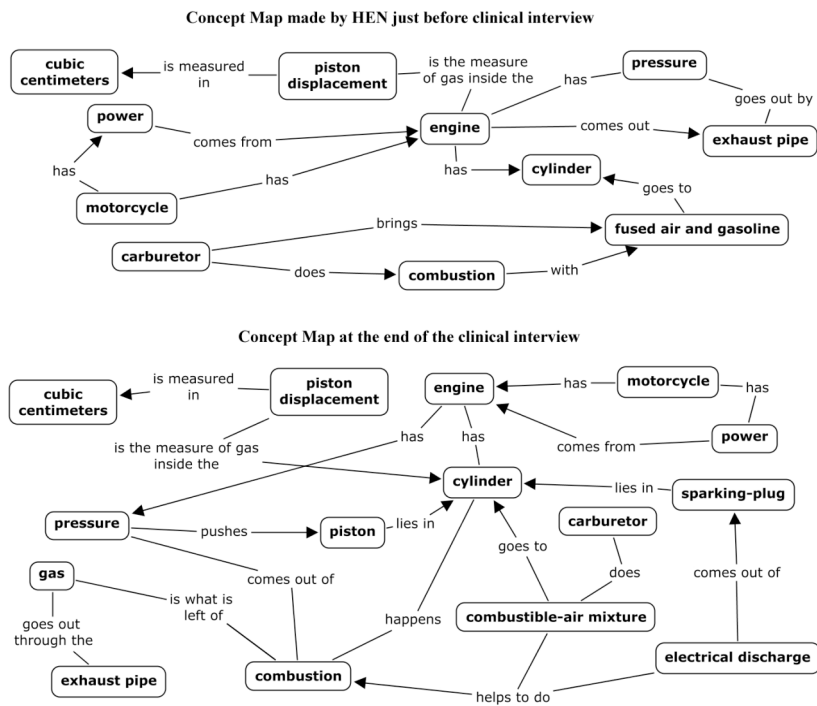 Concept Map made by HEN just before clinical interview
cubic
centimeters
is measured
in
piston
displacement
is the measure
of gas inside the
has
pressure
goes out by
power
comes from
engine
comes out
exhaust pipe
has
has
cylinder
goes to
has
motorcycle
brings
fused air and gasoline
carburetor
does
combustion
with
Concept Map at the end of the clinical interview
cubic
centimeters
is measured
in
piston
displacement
engine
has
motorcycle
has
is the measure of gas
inside the
has
has
comes from
power
cylinder
lies in
sparking-plug
pressure
pushes
piston
lies in
carburetor
goes to
gas
comes out of
does
comes out of
is what is
left of
goes out
through the
happens
combustible-air mixture
exhaust pipe
combustion
electrical discharge
helps to do